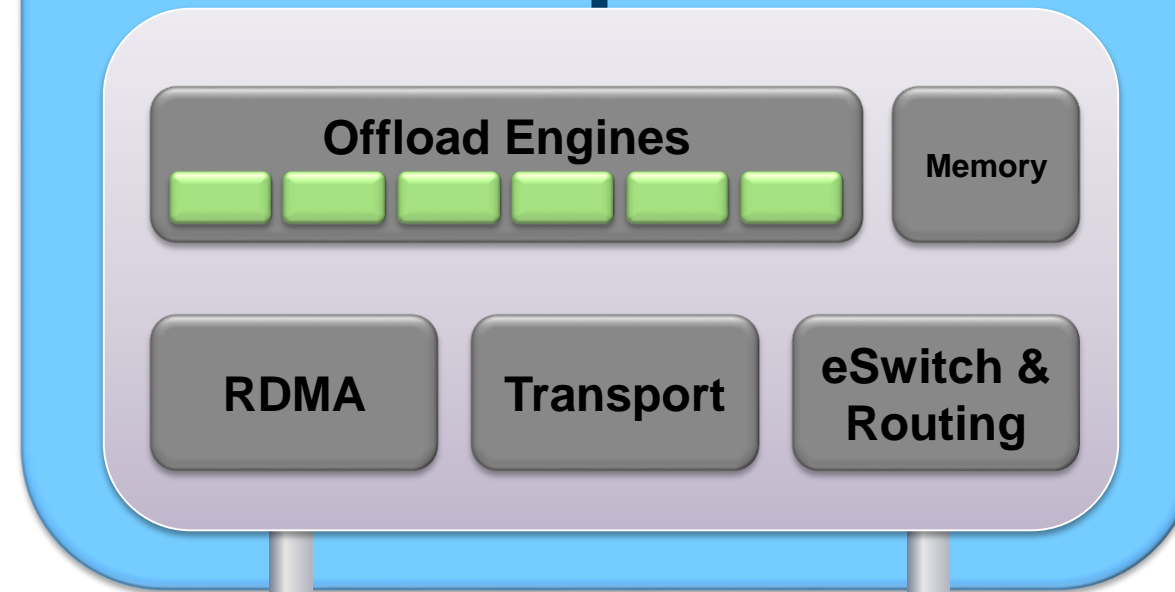 Offload Engines
Memory
RDMA
Transport
eSwitch &
Routing